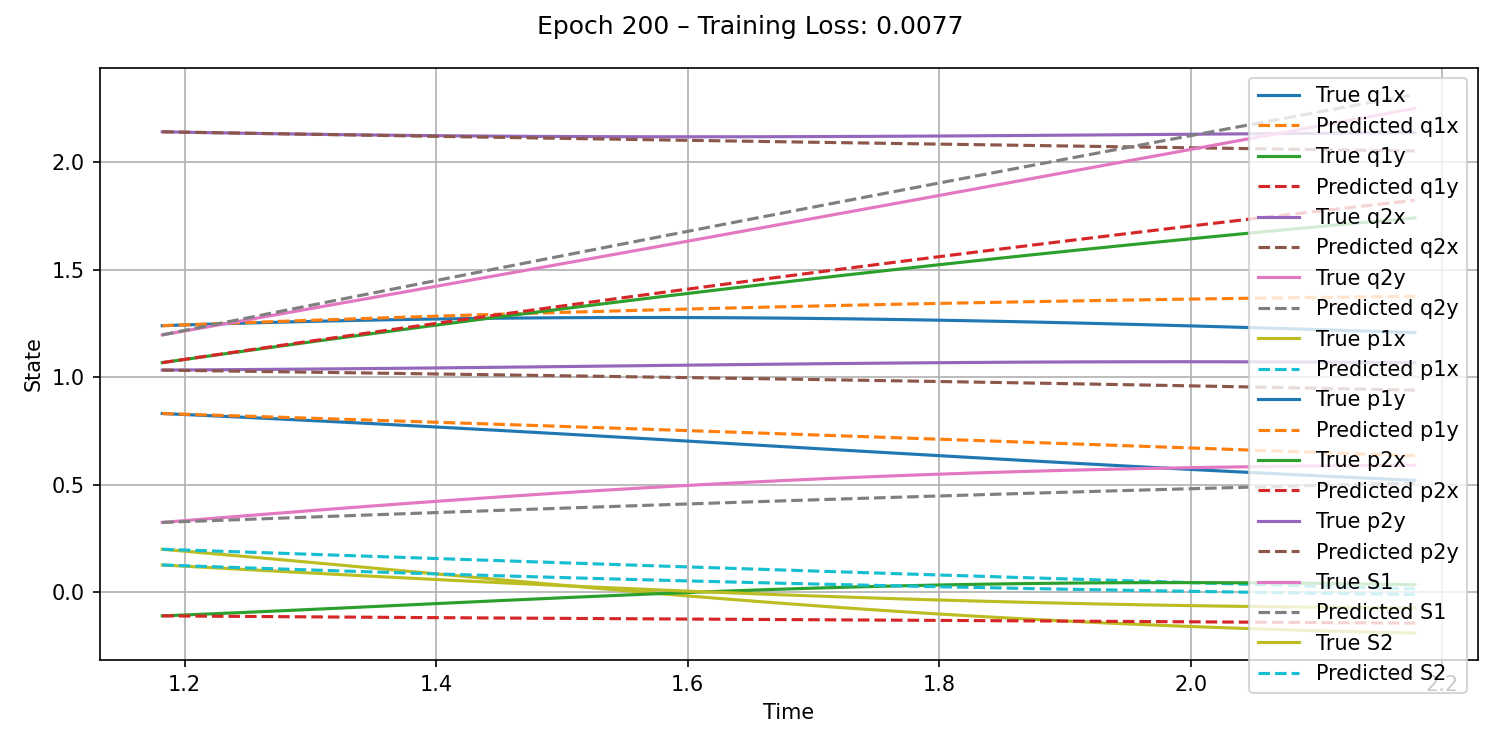 Epoch 200 – Training Loss: 0.0077
State
2.0
1.5
1.0
0.5
0.0
True q1x
Predicted q1x
True q1y
Predicted q1y
True q2x
Predicted q2x
True q2y
Predicted q2y
True p1x
Predicted p1x
True p1y
Predicted p1y
True p2x
Predicted p2x
True p2y
Predicted p2y
True S1
Predicted S1
True S2
Predicted S2
1.2
1.4
1.6
1.8
2.0
2.2
Time